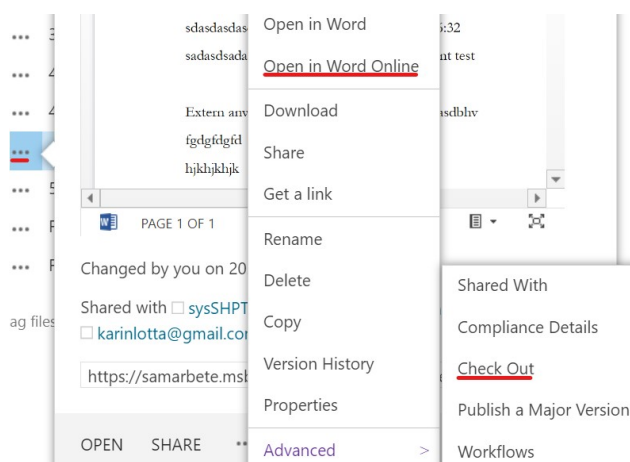 sdasdasdas
sadasdsada
Extern anv
fgdgfdgfd
hjkhjkhjk
6:32
nt test
asdbhv
PAGE 1 OF 1
Changed by you on 20
Shared with sysSHPT
karinlotta@gmail.com
https://samarbete.msb
ag files
OPEN SHARE
Open in Word
Open in Word Online
Download
Share
Get a link
Rename
Delete
Copy
Version History
Properties
Advanced >
Shared With
Compliance Details
Check Out
Publish a Major Version
Workflows